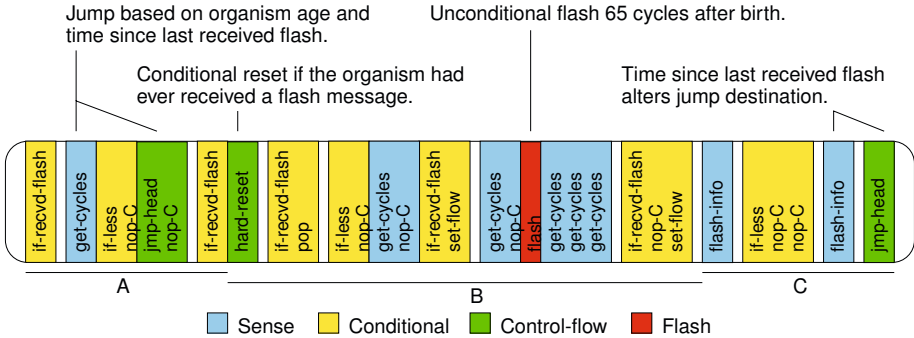 Jump based on organism age and
time since last received flash.
Unconditional flash 65 cycles after birth.
Conditional reset if the organism had
ever received a flash message.
Time since last received flash
alters jump destination.
if-recvd-flash
get-cycles
if-less
nop-C
jmp-head
nop-C
if-recvd-flash
hard-reset
if-recvd-flash
pop
if-less
nop-C
get-cycles
nop-C
if-recvd-flash
set-flow
get-cycles
nop-C
flash
get-cycles
get-cycles
get-cycles
if-recvd-flash
nop-C
set-flow
flash-info
if-less
nop-C
nop-C
flash-info
jmp-head
A
B
C
Sense
Conditional
Control-flow
Flash